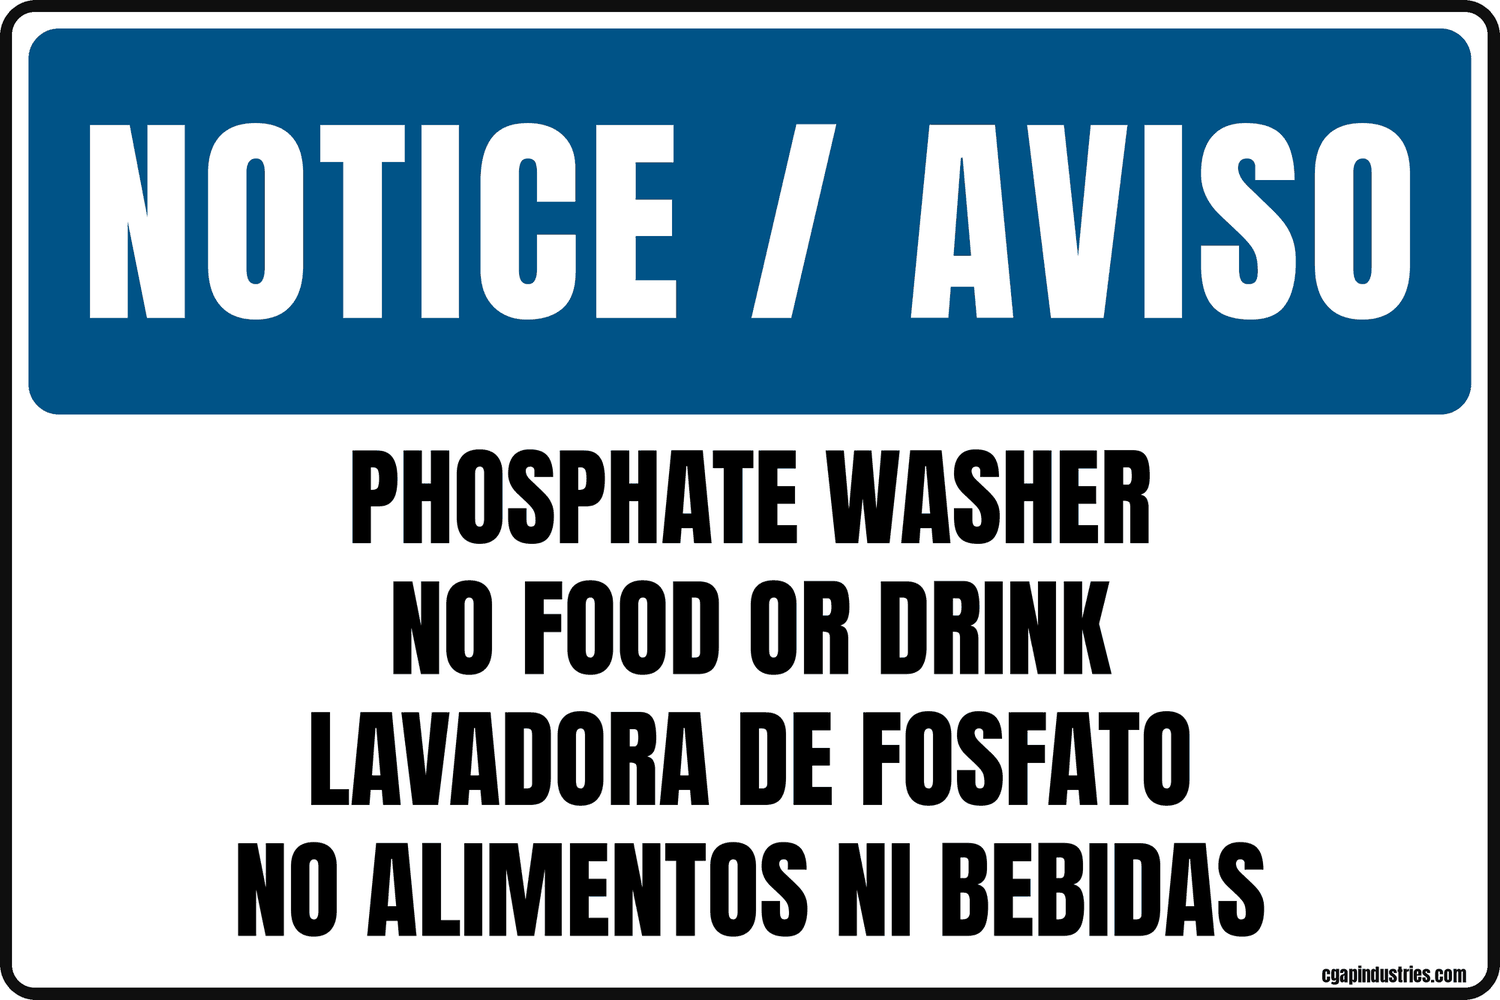 NOTICE / AVISO
PHOSPHATE WASHER
NO FOOD OR DRINK
LAVADORA DE FOSFATO
NO ALIMENTOS NI BEBIDAS
cgapindustries.com